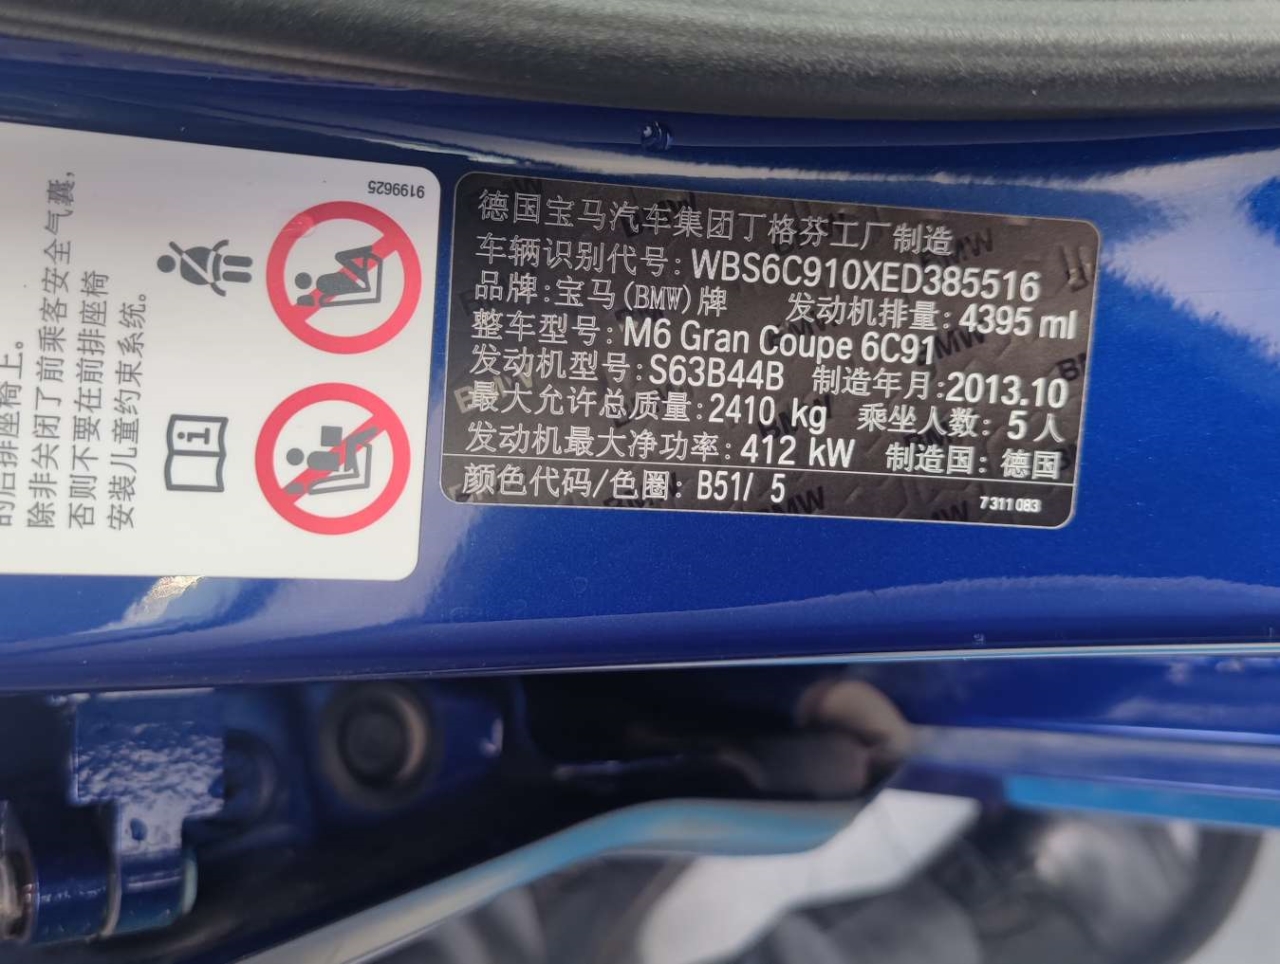 的后排座椅上。
除非关闭了前乘客安全气囊，
否则不要在前排座椅
安装儿童约束系统。
9199625
德国宝马汽车集团丁格芬工厂制造
车辆识别代号: WBS6C910XED385516
品牌: 宝马(BMW)牌 发动机排量: 4395 ml
整车型号: M6 Gran Coupe 6C91
发动机型号: S63B44B 制造年月: 2013.10
最大允许总质量: 2410 kg 乘坐人数: 5人
发动机最大净功率: 412 kW 制造国: 德国
颜色代码/色圈: B51/ 5
7311083